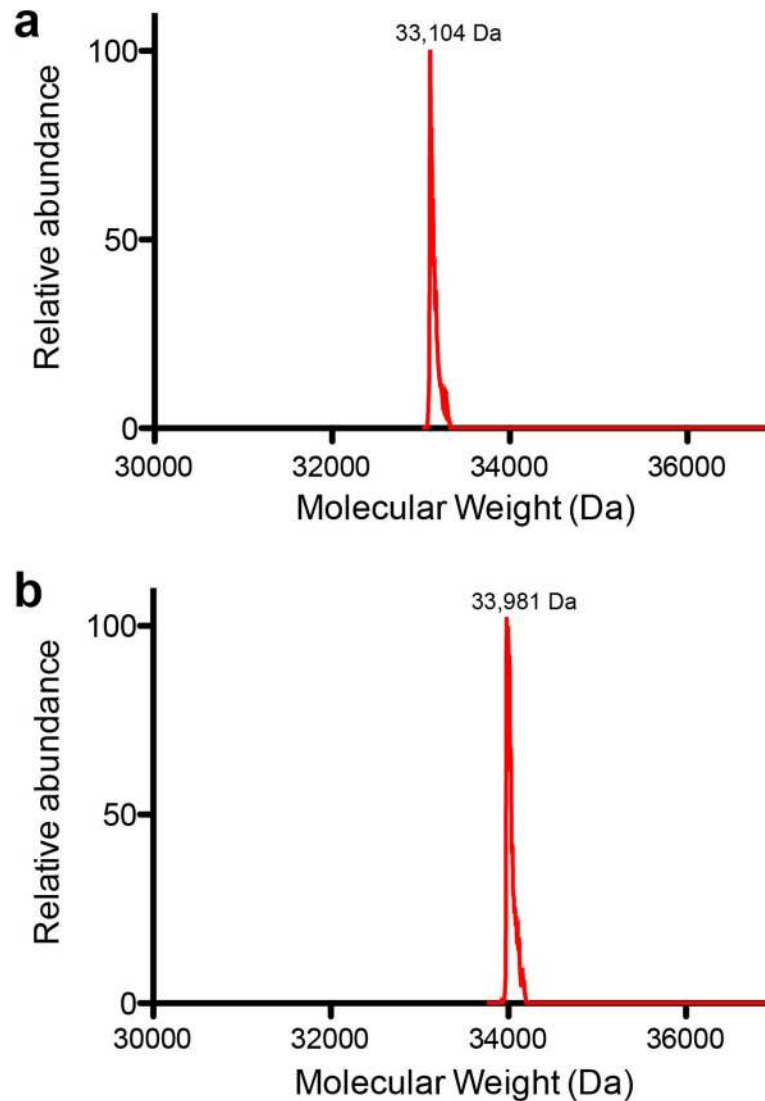 a
33,104 Da
100
50
0
Relative abundance
30000 32000 34000 36000
Molecular Weight (Da)
b
33,981 Da
100
50
0
Relative abundance
30000 32000 34000 36000
Molecular Weight (Da)